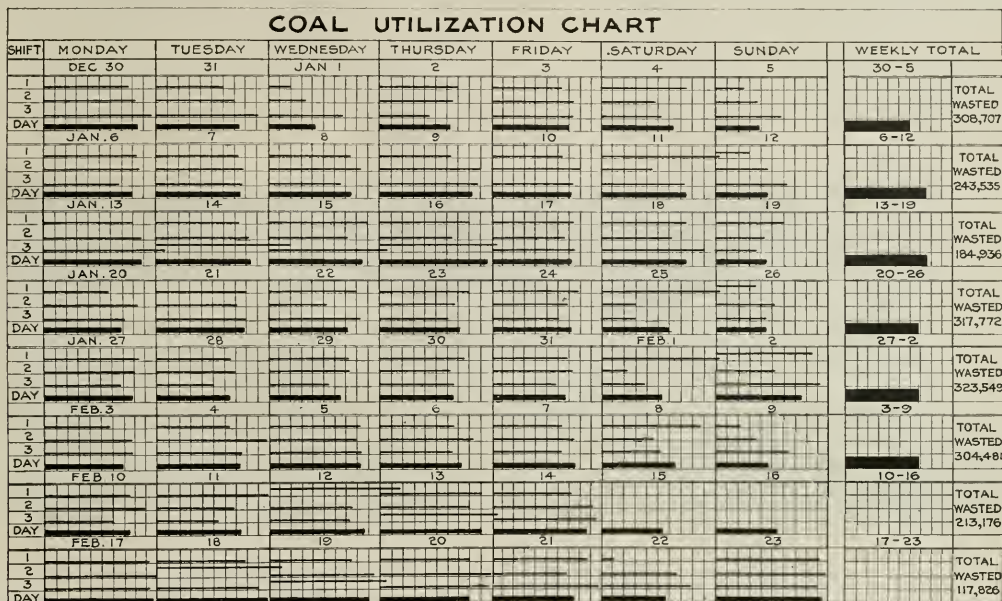 COAL UTILIZATION CHART
SHIFT MONDAY TUESDAY WEDNESDAY THURSDAY FRIDAY .SATURDAY SUNDAY WEEKLY TOTAL
DEC 30 31 JAN 1 2 3 4 5 30-5
1
2
3
DAY
TOTAL
WASTED
308,707
JAN. 6 7 8 9 10 11 12 6-12
1
2
3
DAY
TOTAL
WASTED
243,535
JAN. 13 14 15 16 17 18 19 13-19
1
2
3
DAY
TOTAL
WASTED
184,936
JAN. 20 21 22 23 24 25 26 20-26
1
2
3
DAY
TOTAL
WASTED
317,772
JAN. 27 28 29 30 31 FEB. 1 2 27-2
1
2
3
DAY
TOTAL
WASTED
323,549
FEB. 3 4 5 6 7 8 9 3-9
1
2
3
DAY
TOTAL
WASTED
FEB 10 11 12 13 14 15 16 10-16
1
2
3
DAY
TOTAL
WASTED
213,176
FEB. 17 18 19 20 21 22 23 17-23
1
2
3
DAY
TOTAL
WASTED
117,826